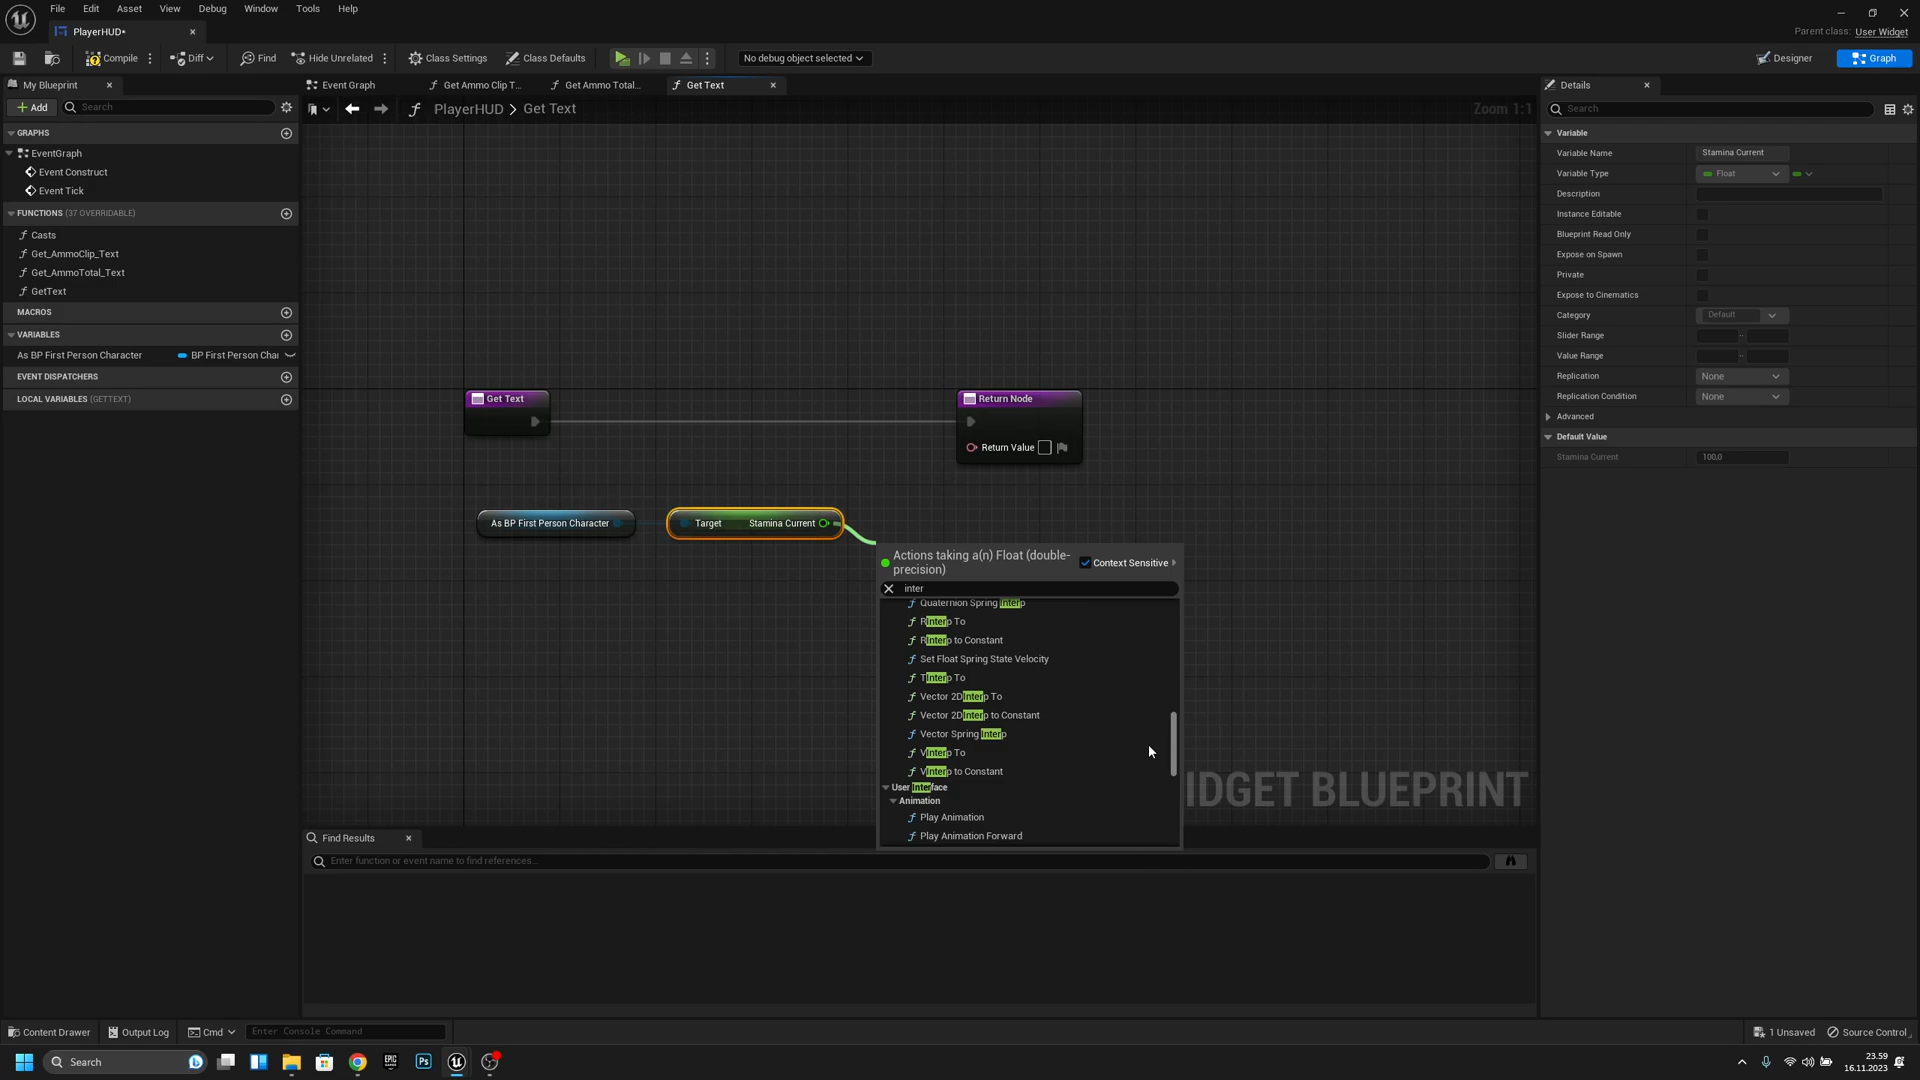 File Edit Asset View Debug Window Tools Help
PlayerHUD*
Parent class: User Widget
Compile Diff Find Hide Unrelated Class Settings Class Defaults No debug object selected Designer Graph
My Blueprint
Event Graph Get Ammo Clip T... Get Ammo Total... Get Text
Details
Add Search
PlayerHUD > Get Text
Zoom 1:1
Search
GRAPHS
EventGraph
Event Construct
Event Tick
FUNCTIONS (37 OVERRIDABLE)
Casts
Get_AmmoClip_Text
Get_AmmoTotal_Text
GetText
MACROS
VARIABLES
As BP First Person Character BP First Person Char
EVENT DISPATCHERS
LOCAL VARIABLES (GETTEXT)
Get Text
Return Node
Return Value
As BP First Person Character
Target Stamina Current
Actions taking a(n) Float (double-
precision)
Context Sensitive
inter
Quaternion Spring Interp
RInterp To
RInterp to Constant
Set Float Spring State Velocity
TInterp To
Vector 2DInterp To
Vector 2DInterp to Constant
Vector Spring Interp
VInterp To
VInterp to Constant
User Interface
Animation
Play Animation
Play Animation Forward
IDGET BLUEPRINT
Variable
Variable Name Stamina Current
Variable Type Float
Description
Instance Editable
Blueprint Read Only
Expose on Spawn
Private
Expose to Cinematics
Category Default
Slider Range
Value Range
Replication None
Replication Condition None
Advanced
Default Value
Stamina Current 100,0
Find Results
Enter function or event name to find references...
Content Drawer Output Log Cmd Enter Console Command
1 Unsaved Source Control
Search
EPIC
Ps
23.59
16.11.2023